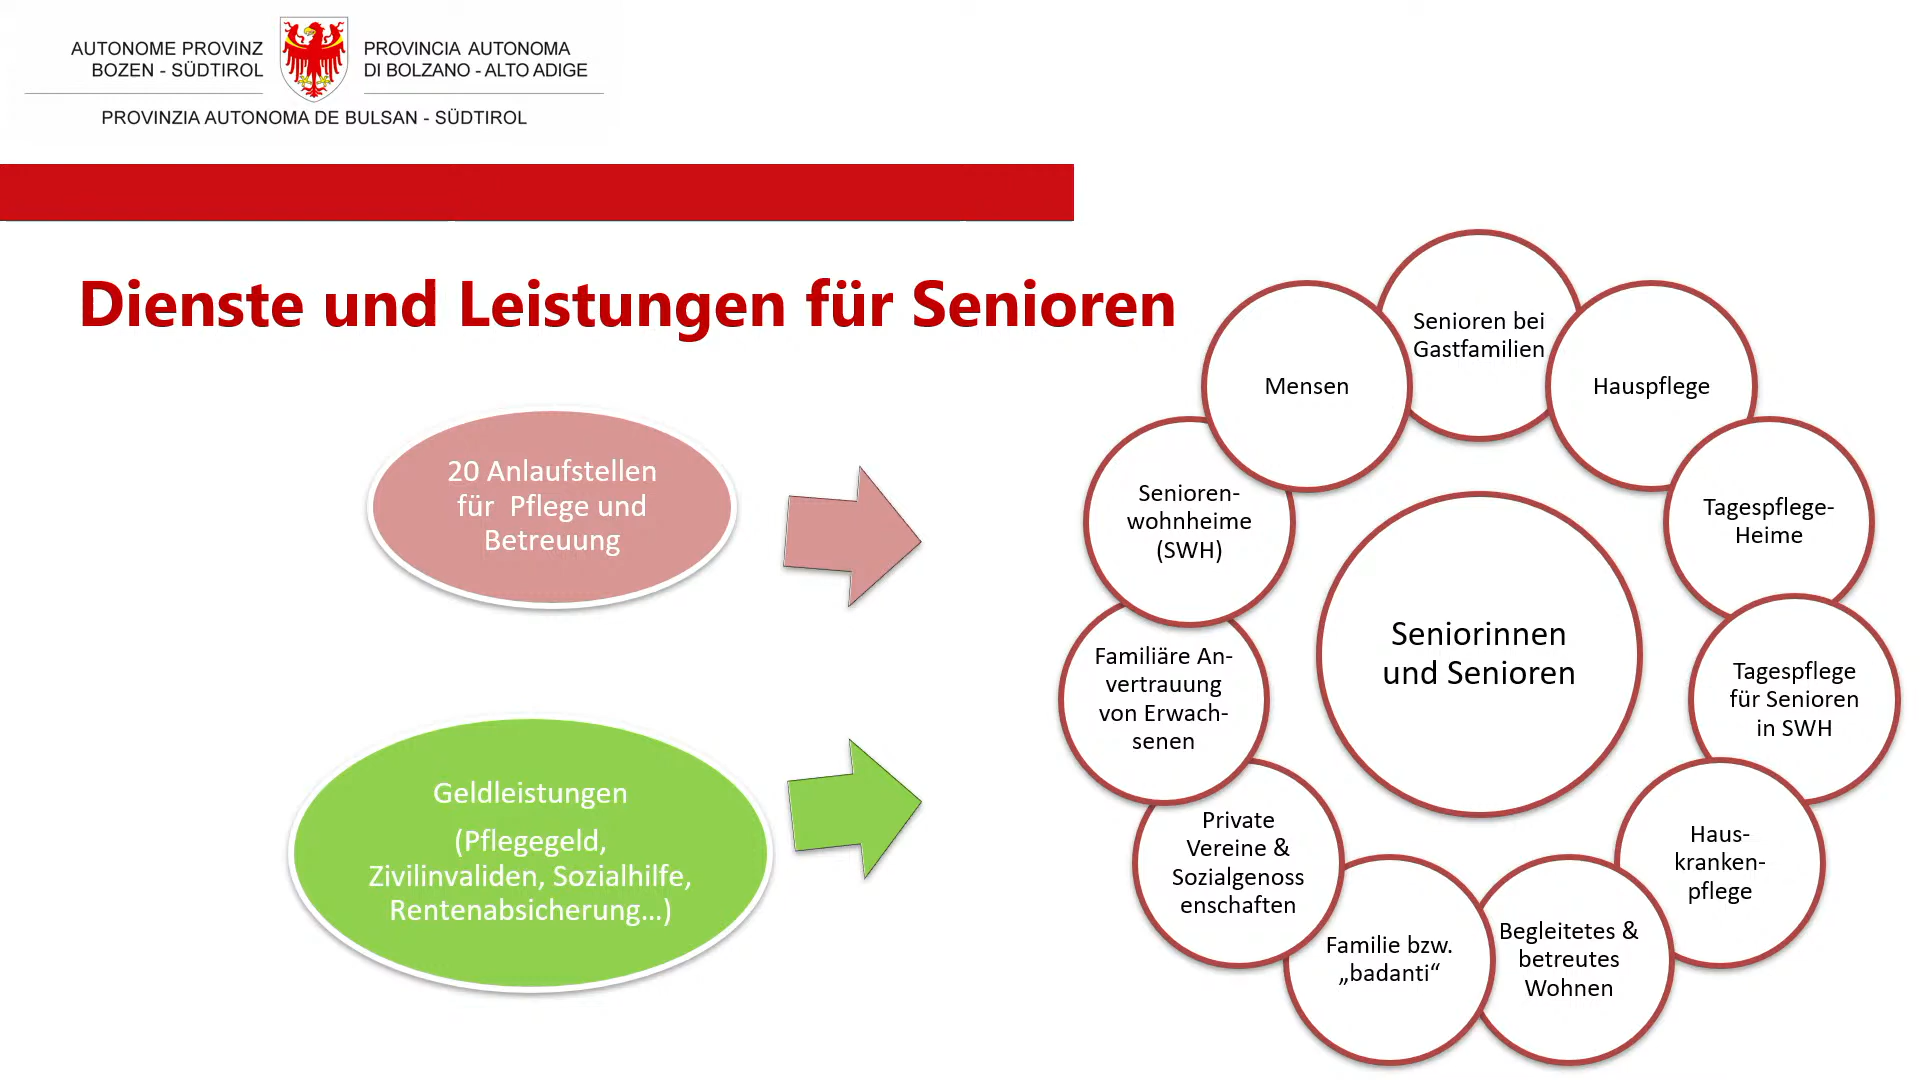 AUTONOME PROVINZ
BOZEN - SÜDTIROL
PROVINCIA AUTONOMA
DI BOLZANO - ALTO ADIGE
PROVINZIA AUTONOMA DE BULSAN - SÜDTIROL
Dienste und Leistungen für Senioren
20 Anlaufstellen
für Pflege und
Betreuung
Geldleistungen
(Pflegegeld,
Zivilinvaliden, Sozialhilfe,
Rentenabsicherung...)
Seniorinnen
und Senioren
Senioren bei
Gastfamilien
Hauspflege
Tagespflege-
Heime
Tagespflege
für Senioren
in SWH
Haus-
kranken-
pflege
Begleitetes &
betreutes
Wohnen
Familie bzw.
„badanti“
Private
Vereine &
Sozialgenoss
enschaften
Familiäre An-
vertrauung
von Erwach-
senen
Senioren-
wohnheime
(SWH)
Mensen